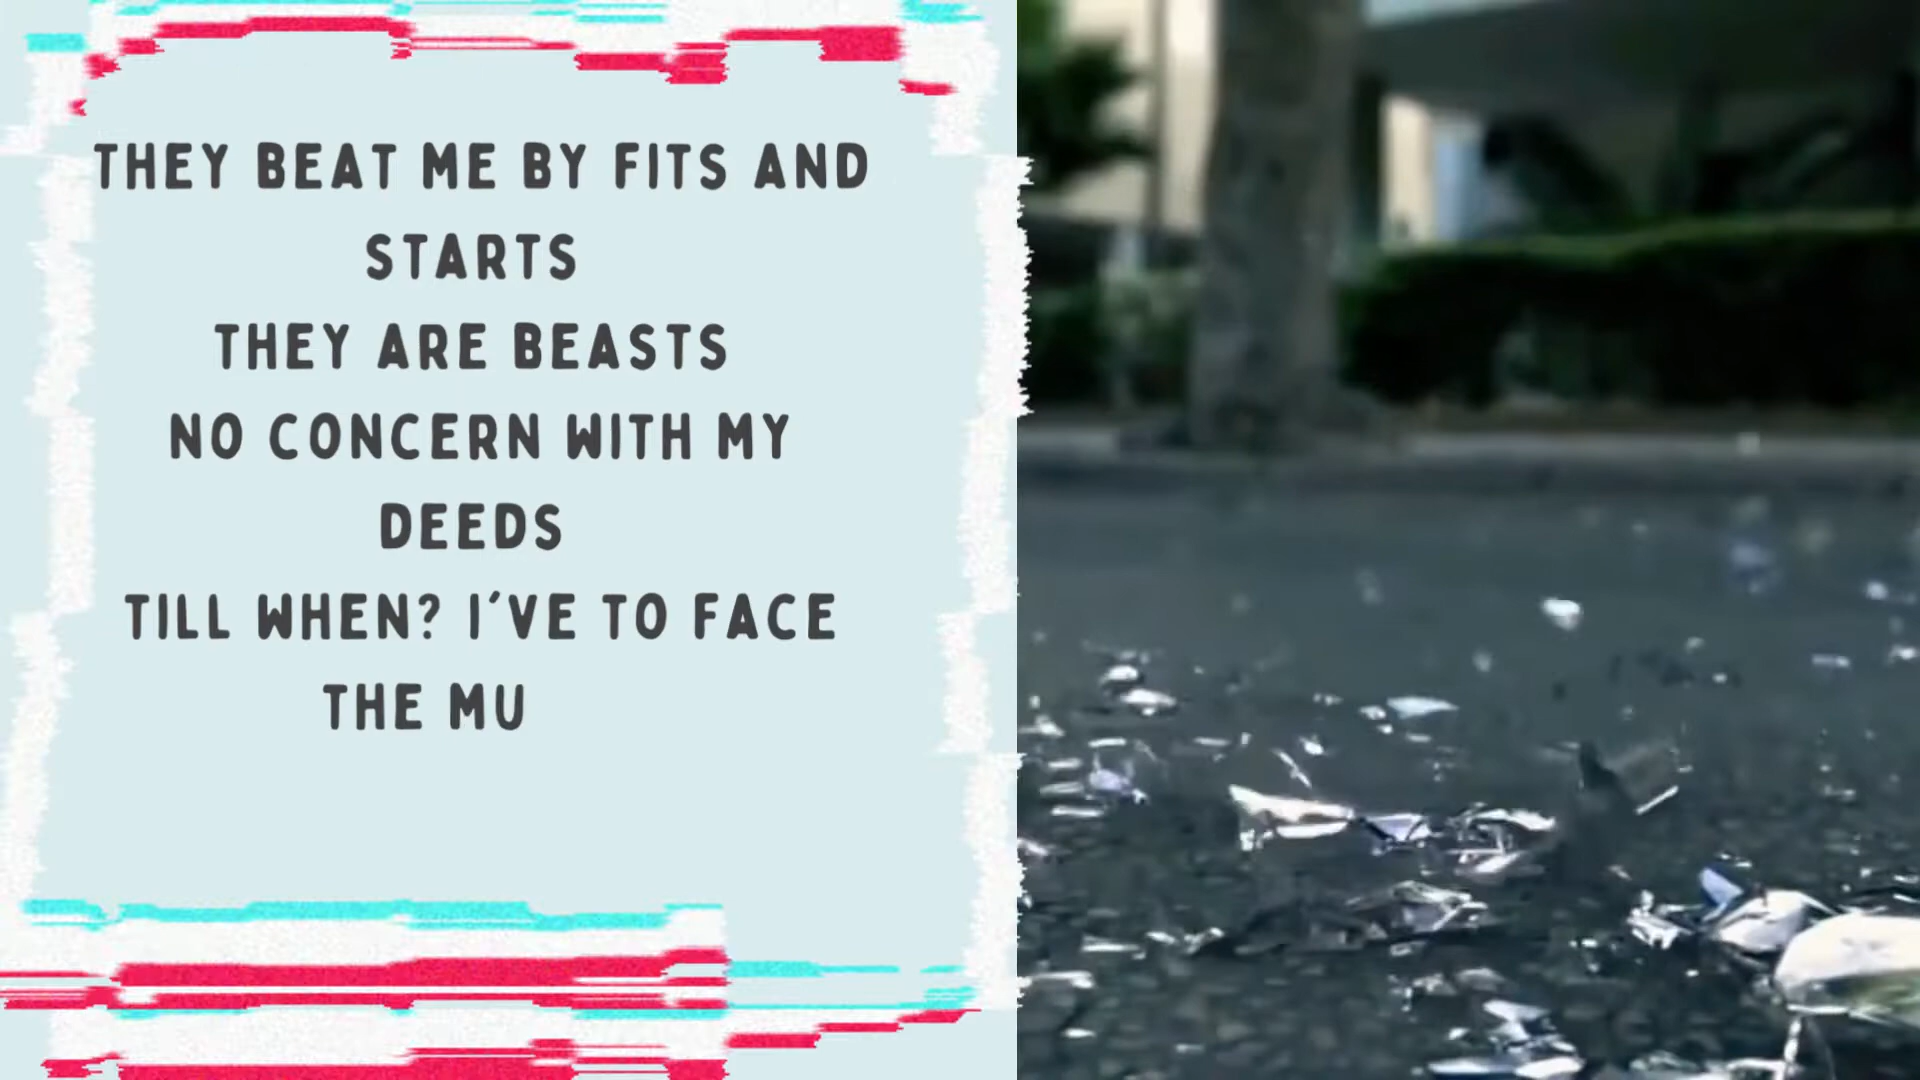 THEY BEAT ME BY FITS AND
STARTS
THEY ARE BEASTS
NO CONCERN WITH MY
DEEDS
TILL WHEN? I'VE TO FACE
THE MU